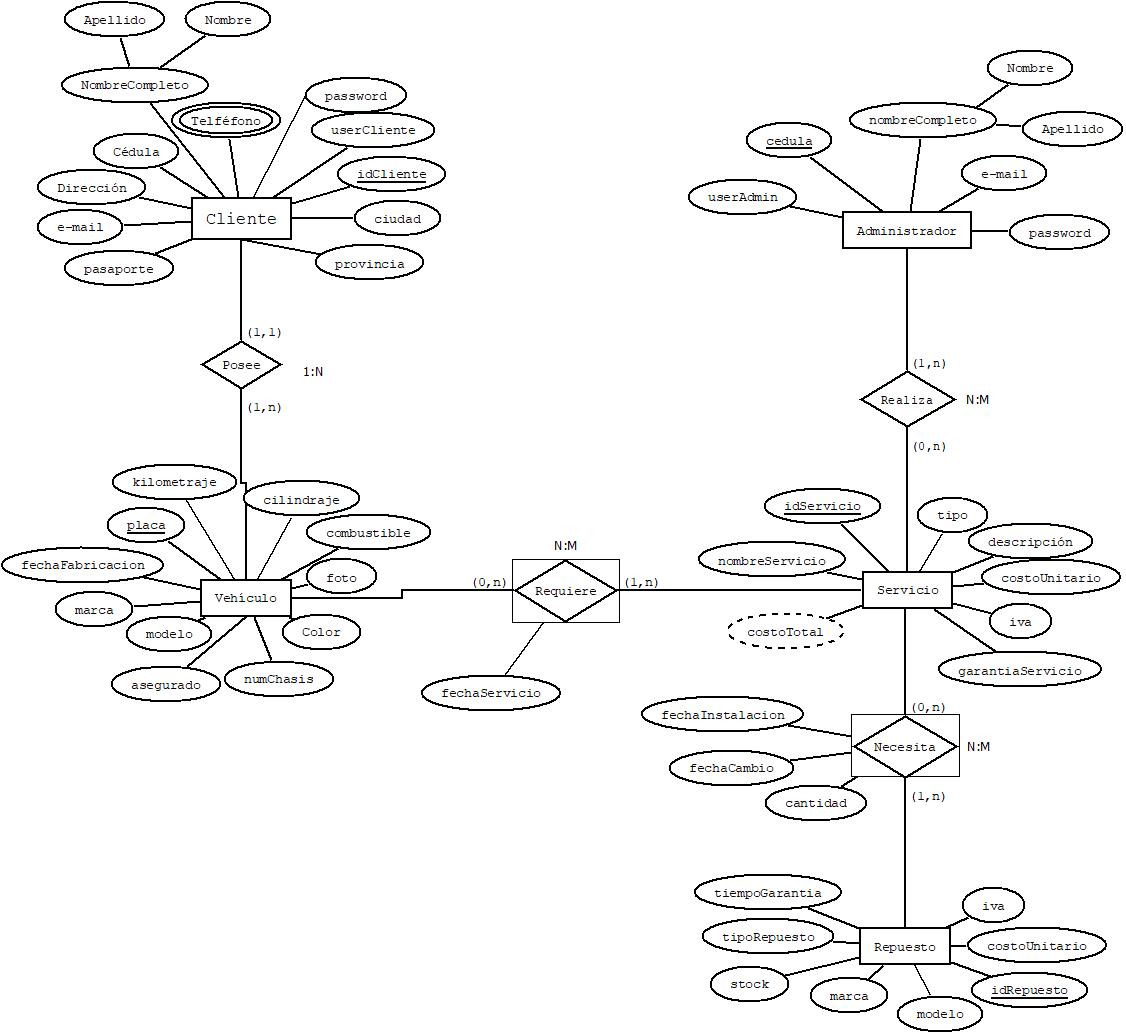 Apellido
Nombre
NombreCompleto
Telféfono
password
userCliente
Cédula
idCliente
Dirección
Cliente
ciudad
e-mail
pasaporte
provincia
(1,1)
Posee
1:N
(1,n)
Nombre
nombreCompleto
Apellido
cedula
e-mail
userAdmin
Administrador
password
(1,n)
Realiza
N:M
(0,n)
kilometraje
cilindraje
placa
combustible
fechaFabricacion
foto
Vehículo
marca
modelo
Color
asegurado
numChasis
N:M
(0,n)
Requiere
(1,n)
fechaServicio
idServicio
tipo
descripción
nombreServicio
costoUnitario
Servicio
costoTotal
iva
garantiaServicio
(0,n)
fechaInstalacion
Necesita
N:M
fechaCambio
cantidad
(1,n)
tiempoGarantia
iva
tipoRepuesto
Repuesto
costoUnitario
stock
marca
idRepuesto
modelo